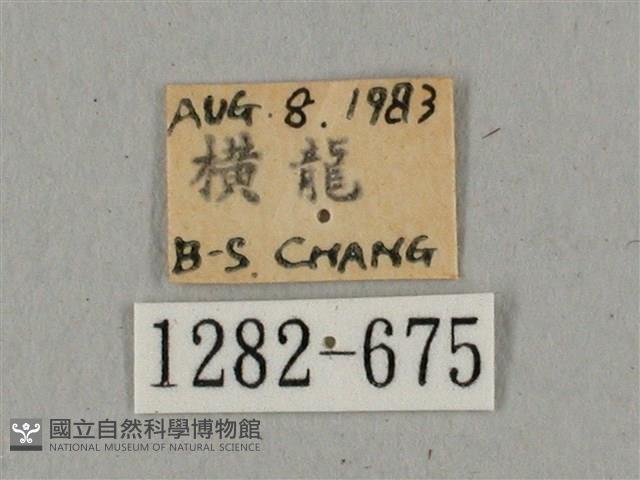 AUG. 8. 1983
橫龍
B-S. CHANG
1282-675
國立自然科學博物館
NATIONAL MUSEUM OF NATURAL SCIENCE